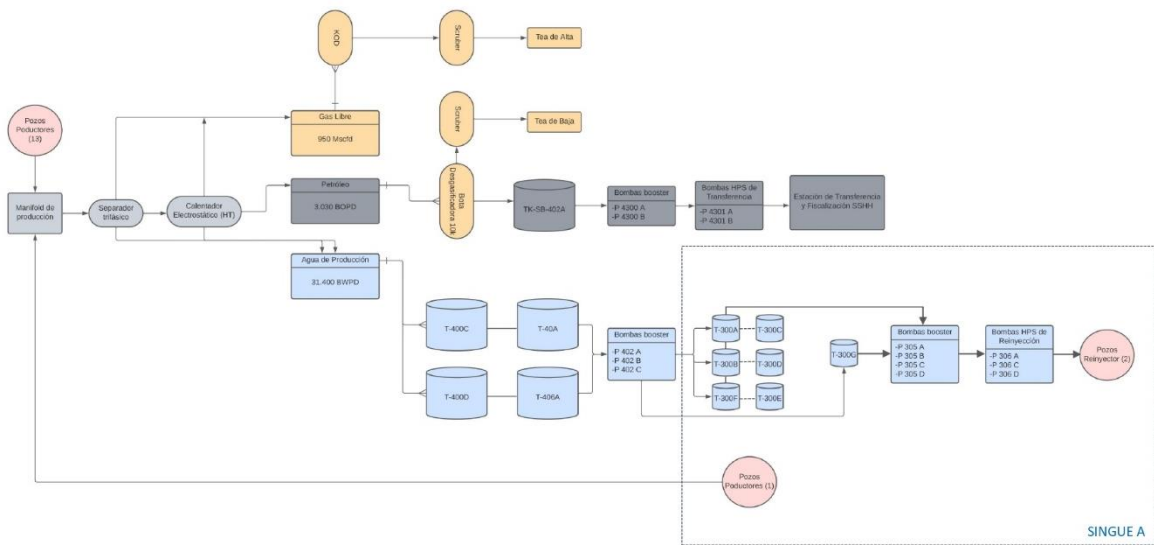 KOD
Scruber
Tea de Alta
Pozos
Poductores
(13)
Gas Libre
950 Mscfd
Scruber
Tea de Baja
Manifold de
producción
Separador
trifásico
Calentador
Electrostático (HT)
Petróleo
3.030 BOPD
Bota
Desgasificadora 10k
TK-SB-402A
Bombas booster
-P 4300 A
-P 4300 B
Bombas HPS de
Transferencia
-P 4301 A
-P 4301 B
Estación de Transferencia
y Fiscalización SSHH
Agua de Producción
31.400 BWPD
T-400C
T-40A
T-400D
T-406A
Bombas booster
-P 402 A
-P 402 B
-P 402 C
T-300A
T-300C
T-300B
T-300D
T-300F
T-300E
T-300G
Bombas booster
-P 305 A
-P 305 B
-P 305 C
-P 305 D
Bombas HPS de
Reinyección
-P 306 A
-P 306 C
-P 306 D
Pozos
Reinyector (2)
Pozos
Poductores (1)
SINGUE A